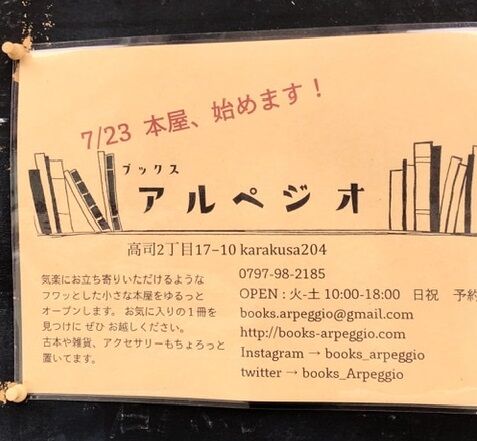 7/23 本屋、始めます！
ブックス
アルペジオ
高司2丁目17-10 karakusa204
気楽にお立ち寄りいただけるような
フワッとした小さな本屋をゆるっと
オープンします。お気に入りの１冊を
見つけに ぜひ お越しください。
古本や雑貨、アクセサリーもちょろっと
置いてます。
0797-98-2185
OPEN : 火-土 10:00-18:00 日祝 予約
books.arpeggio@gmail.com
http://books-arpeggio.com
Instagram → books_arpeggio
twitter → books_Arpeggio